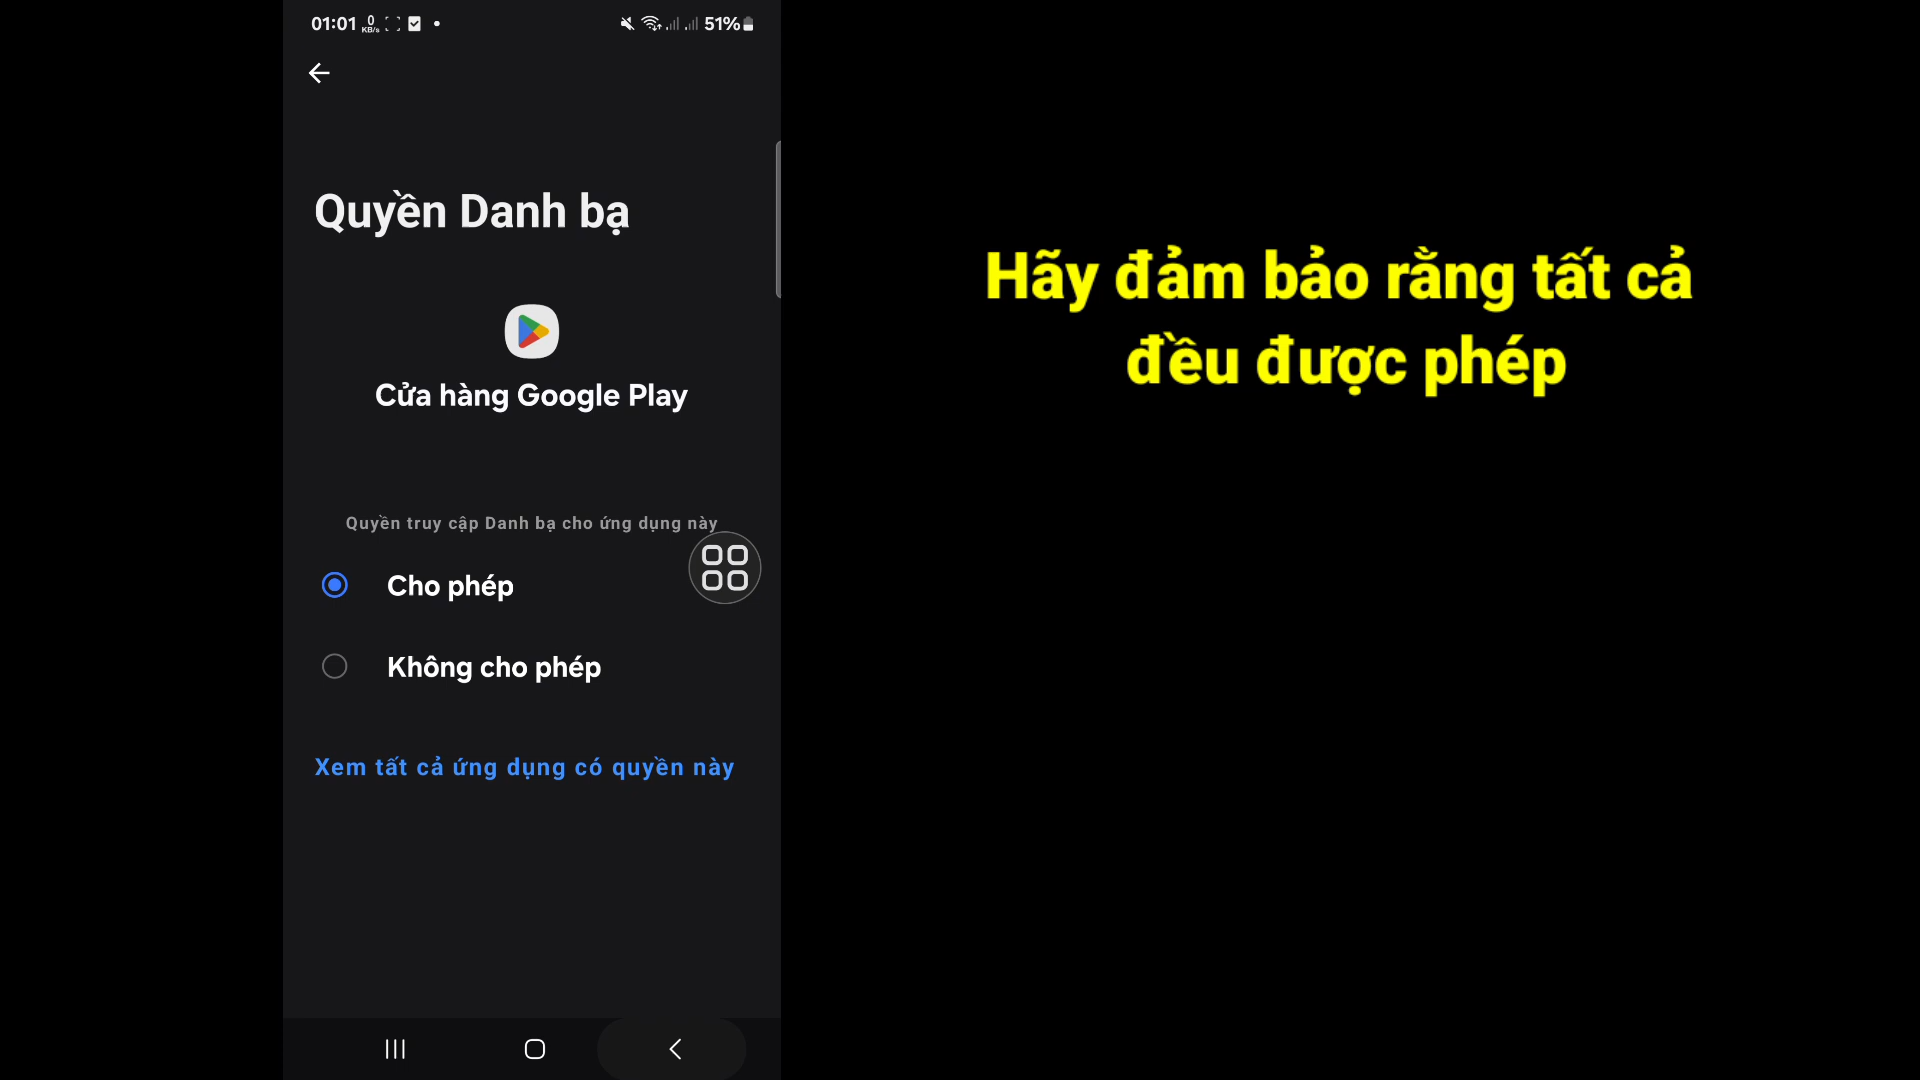 01:01 0 KB/s 51%
Quyền Danh bạ
Cửa hàng Google Play
Quyền truy cập Danh bạ cho ứng dụng này
Cho phép
Không cho phép
Xem tất cả ứng dụng có quyền này
Hãy đảm bảo rằng tất cả
đều được phép